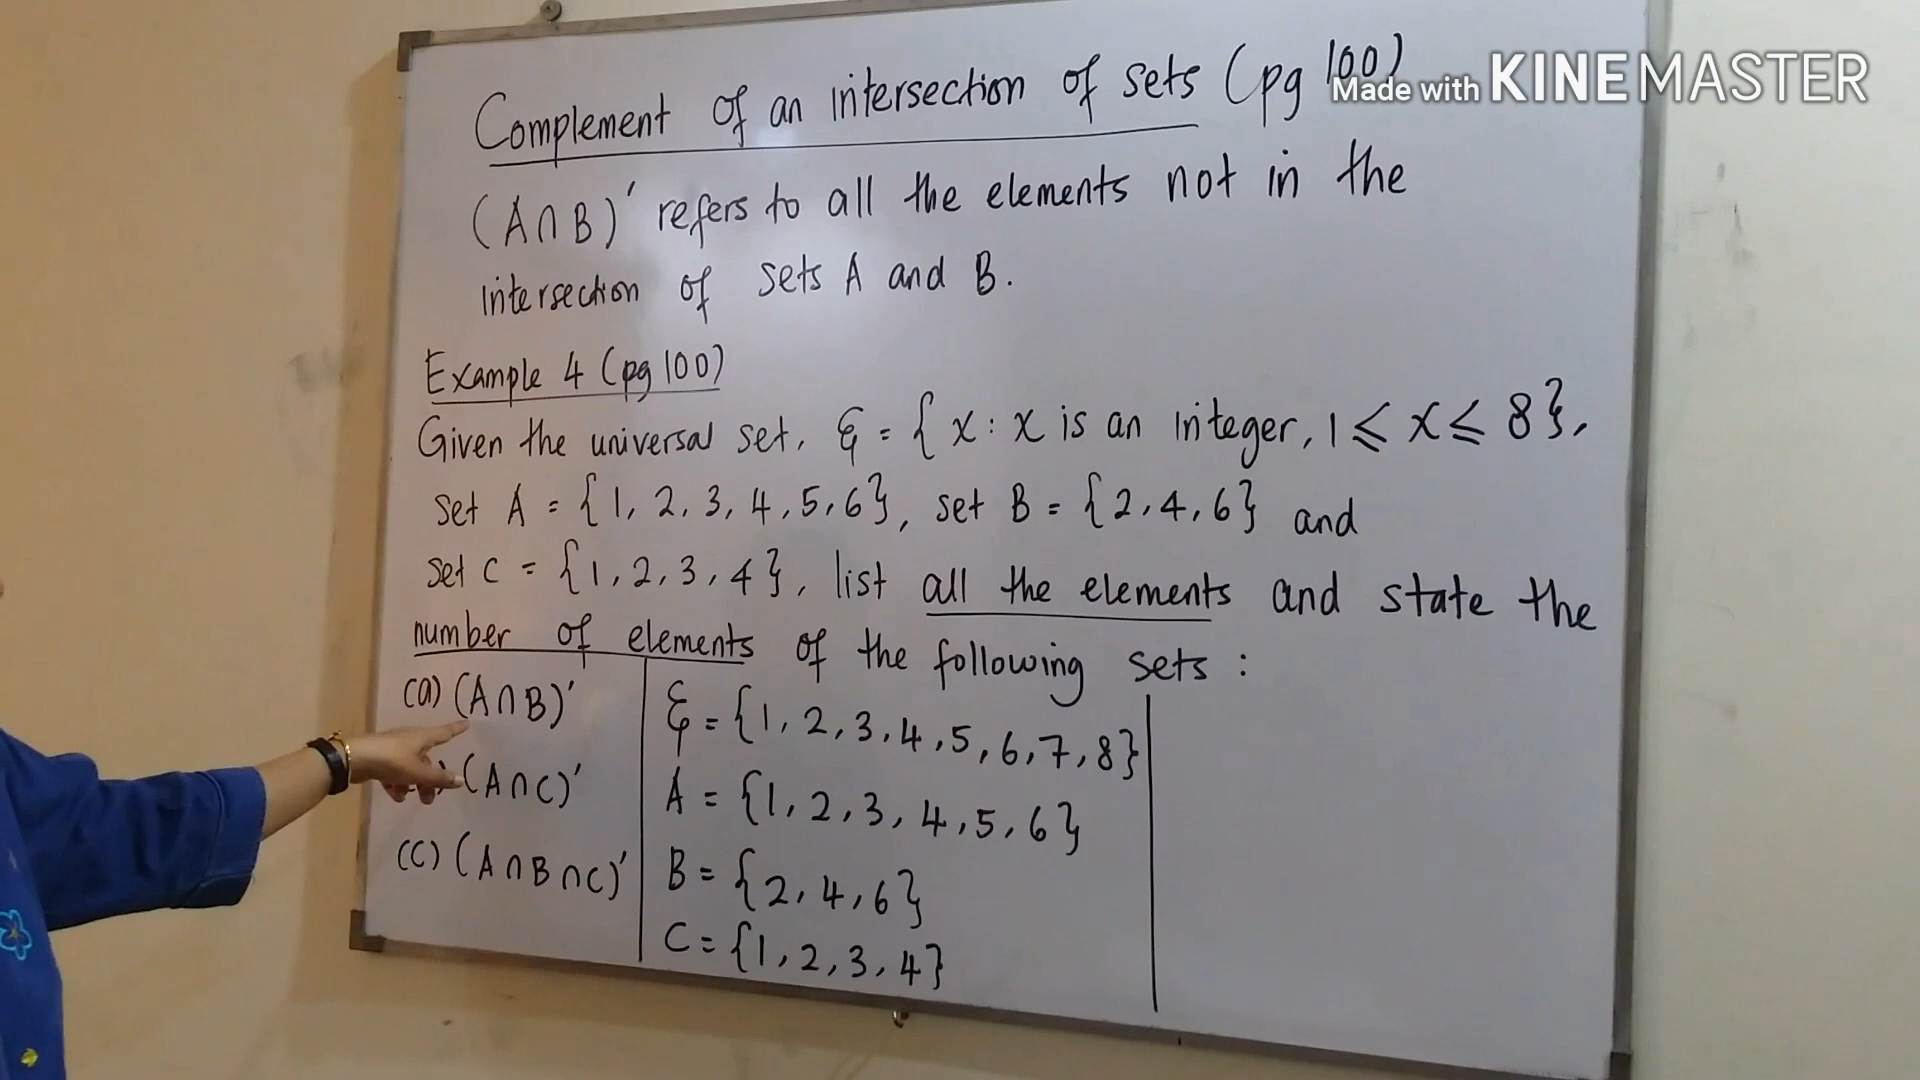 Complement of an intersection of sets (pg 100)
Made with KINEMASTER
(A∩B)' refers to all the elements not in the
intersection of sets A and B.
Example 4 (pg 100)
Given the universal set, ξ = { x : x is an integer, 1 ⩽ x ⩽ 8},
set A = {1, 2, 3, 4, 5, 6}, set B = {2, 4, 6} and
set C = {1, 2, 3, 4}, list all the elements and state the
number of elements of the following sets :
(a) (A∩B)'
(A∩C)'
(C) (A∩B∩C)'
ξ = {1, 2, 3, 4, 5, 6, 7, 8}
A = {1, 2, 3, 4, 5, 6}
B = {2, 4, 6}
C = {1, 2, 3, 4}